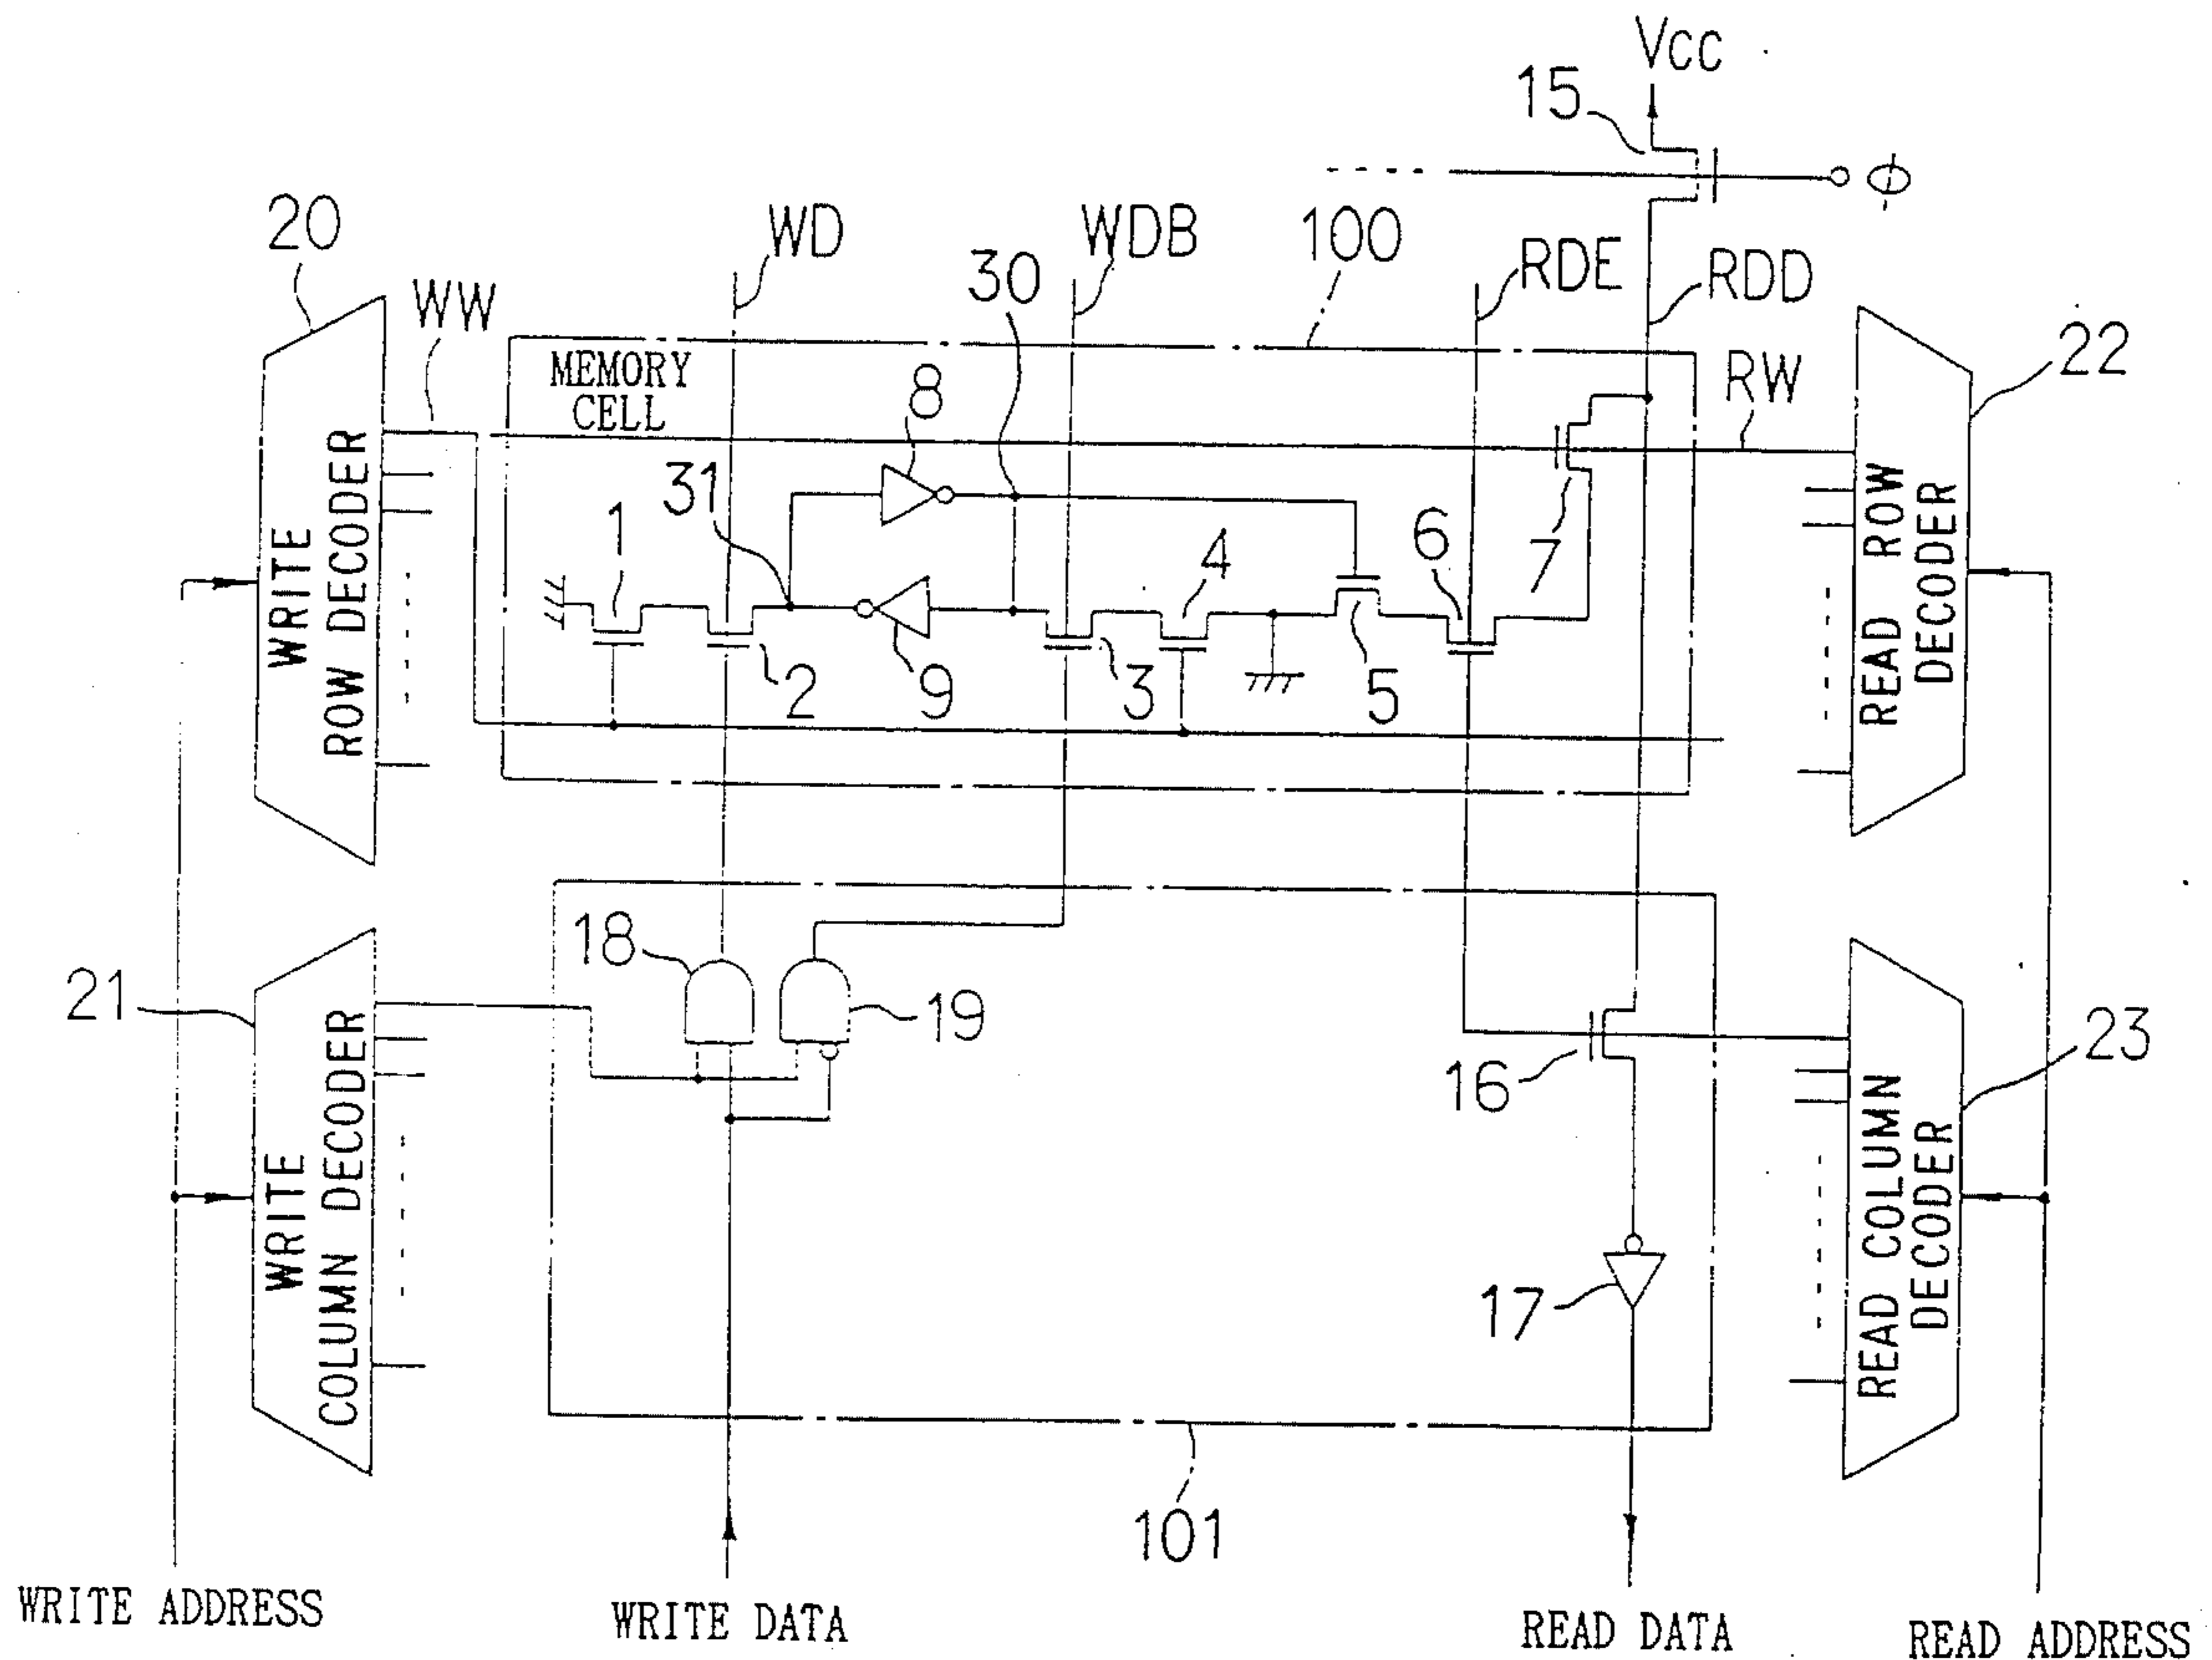 VCC
15
Φ
20
WD
WDB
100
30
RDE
RDD
WW
22
MEMORY
CELL
8
RW
31
1
4
6
7
2
9
3
5
WRITE
ROW DECODER
READ ROW
DECODER
18
19
21
23
16
WRITE
COLUMN DECODER
READ COLUMN
DECODER
17
101
WRITE ADDRESS
WRITE DATA
READ DATA
READ ADDRESS